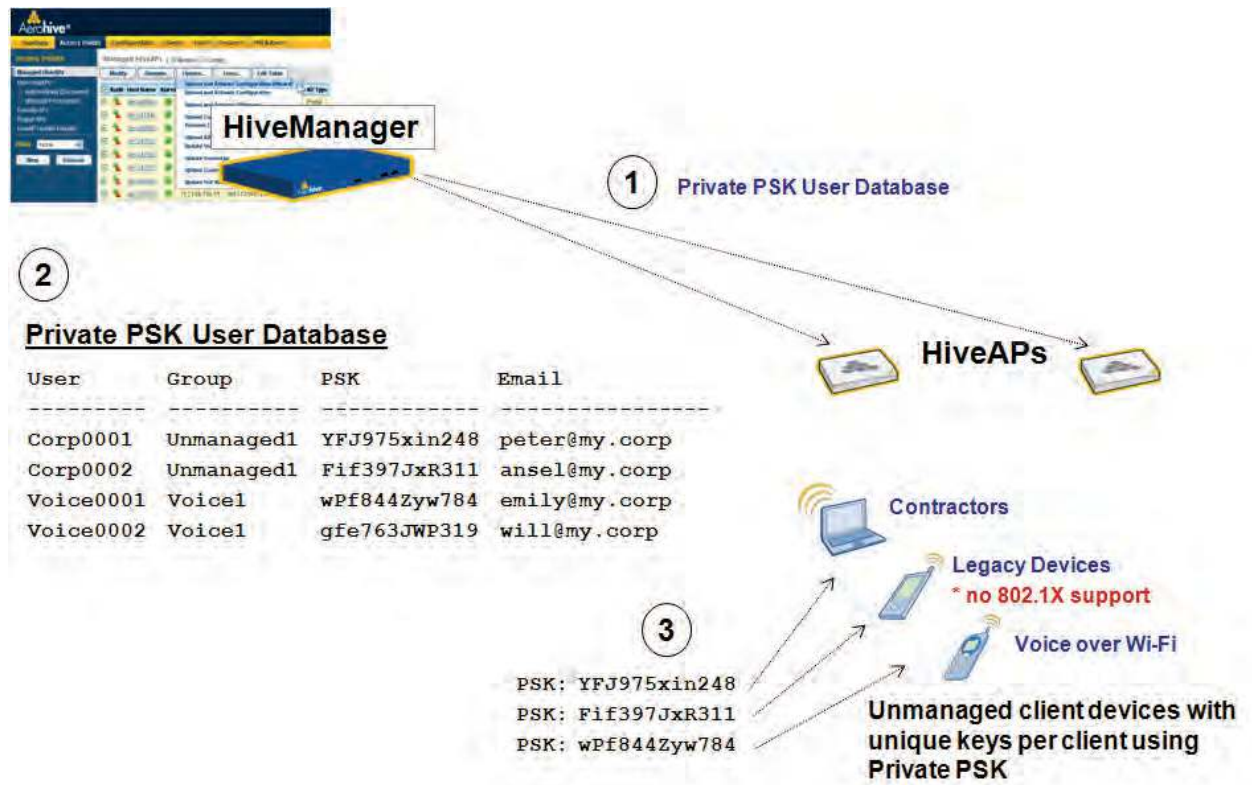 Aerohive
HiveManager
1
Private PSK User Database
2
Private PSK User Database
User Group PSK Email
--------- ---------- ------------ ----------------
Corp0001 Unmanaged1 YFJ975xin248 peter@my.corp
Corp0002 Unmanaged1 Fif397JxR311 ansel@my.corp
Voice0001 Voice1 wPf844Zyw784 emily@my.corp
Voice0002 Voice1 gfe763JWP319 will@my.corp
HiveAPs
Contractors
Legacy Devices
* no 802.1X support
Voice over Wi-Fi
3
PSK: YFJ975xin248
PSK: Fif397JxR311
PSK: wPf844Zyw784
Unmanaged client devices with
unique keys per client using
Private PSK